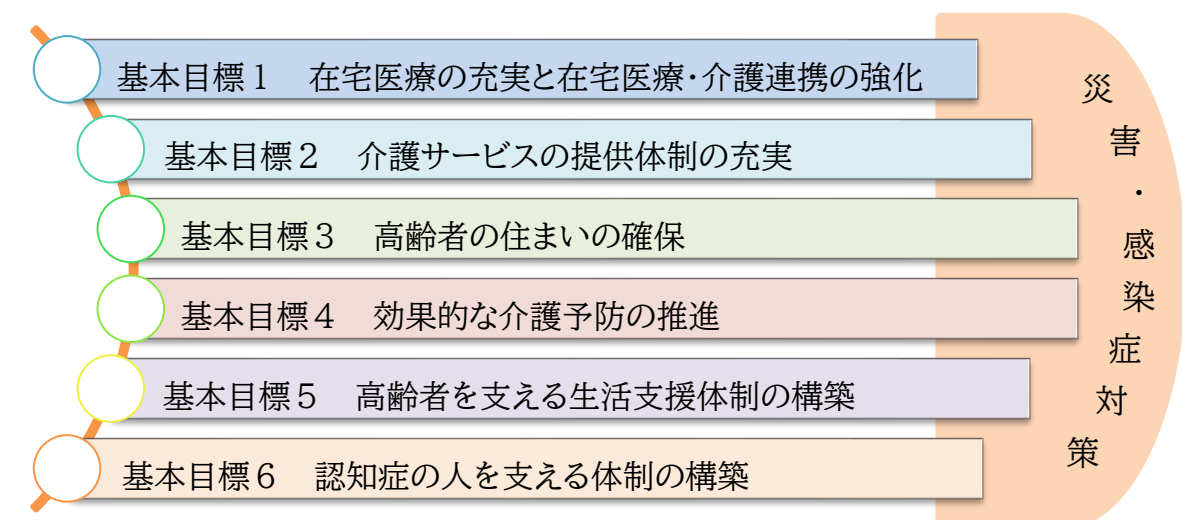 基本目標１　在宅医療の充実と在宅医療・介護連携の強化
基本目標２　介護サービスの提供体制の充実
基本目標３　高齢者の住まいの確保
基本目標４　効果的な介護予防の推進
基本目標５　高齢者を支える生活支援体制の構築
基本目標６　認知症の人を支える体制の構築
災害・感染症対策